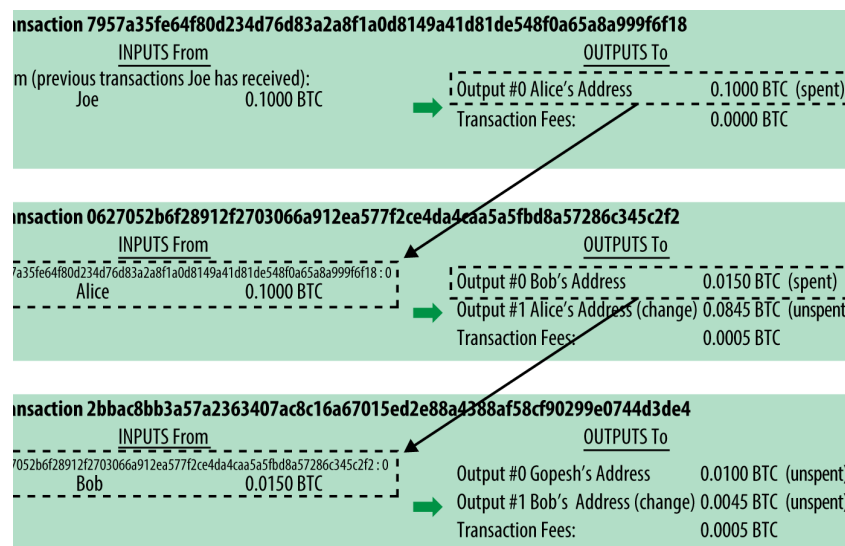 nsaction 7957a35fe64f80d234d76d83a2a8f1a0d8149a41d81de548f0a65a8a999f6f18
INPUTS From
OUTPUTS To
m (previous transactions Joe has received):
Joe 0.1000 BTC
Output #0 Alice's Address 0.1000 BTC (spent)
Transaction Fees: 0.0000 BTC
nsaction 0627052b6f28912f2703066a912ea577f2ce4da4caa5a5fbd8a57286c345c2f2
INPUTS From
OUTPUTS To
7a35fe64f80d234d76d83a2a8f1a0d8149a41d81de548f0a65a8a999f6f18 : 0
Alice 0.1000 BTC
Output #0 Bob's Address 0.0150 BTC (spent)
Output #1 Alice's Address (change) 0.0845 BTC (unspent
Transaction Fees: 0.0005 BTC
nsaction 2bbac8bb3a57a2363407ac8c16a67015ed2e88a4388af58cf90299e0744d3de4
INPUTS From
OUTPUTS To
7052b6f28912f2703066a912ea577f2ce4da4caa5a5fbd8a57286c345c2f2 : 0
Bob 0.0150 BTC
Output #0 Gopesh's Address 0.0100 BTC (unspent)
Output #1 Bob's Address (change) 0.0045 BTC (unspent)
Transaction Fees: 0.0005 BTC